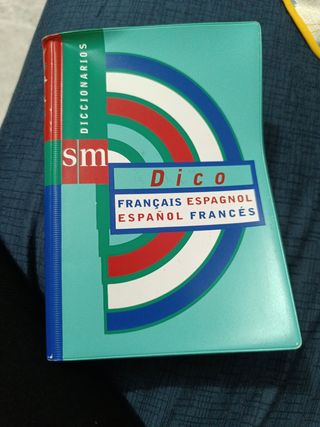 DICCIONARIOS
sm
Dico
FRANÇAIS ESPAGNOL
ESPAÑOL FRANCÉS